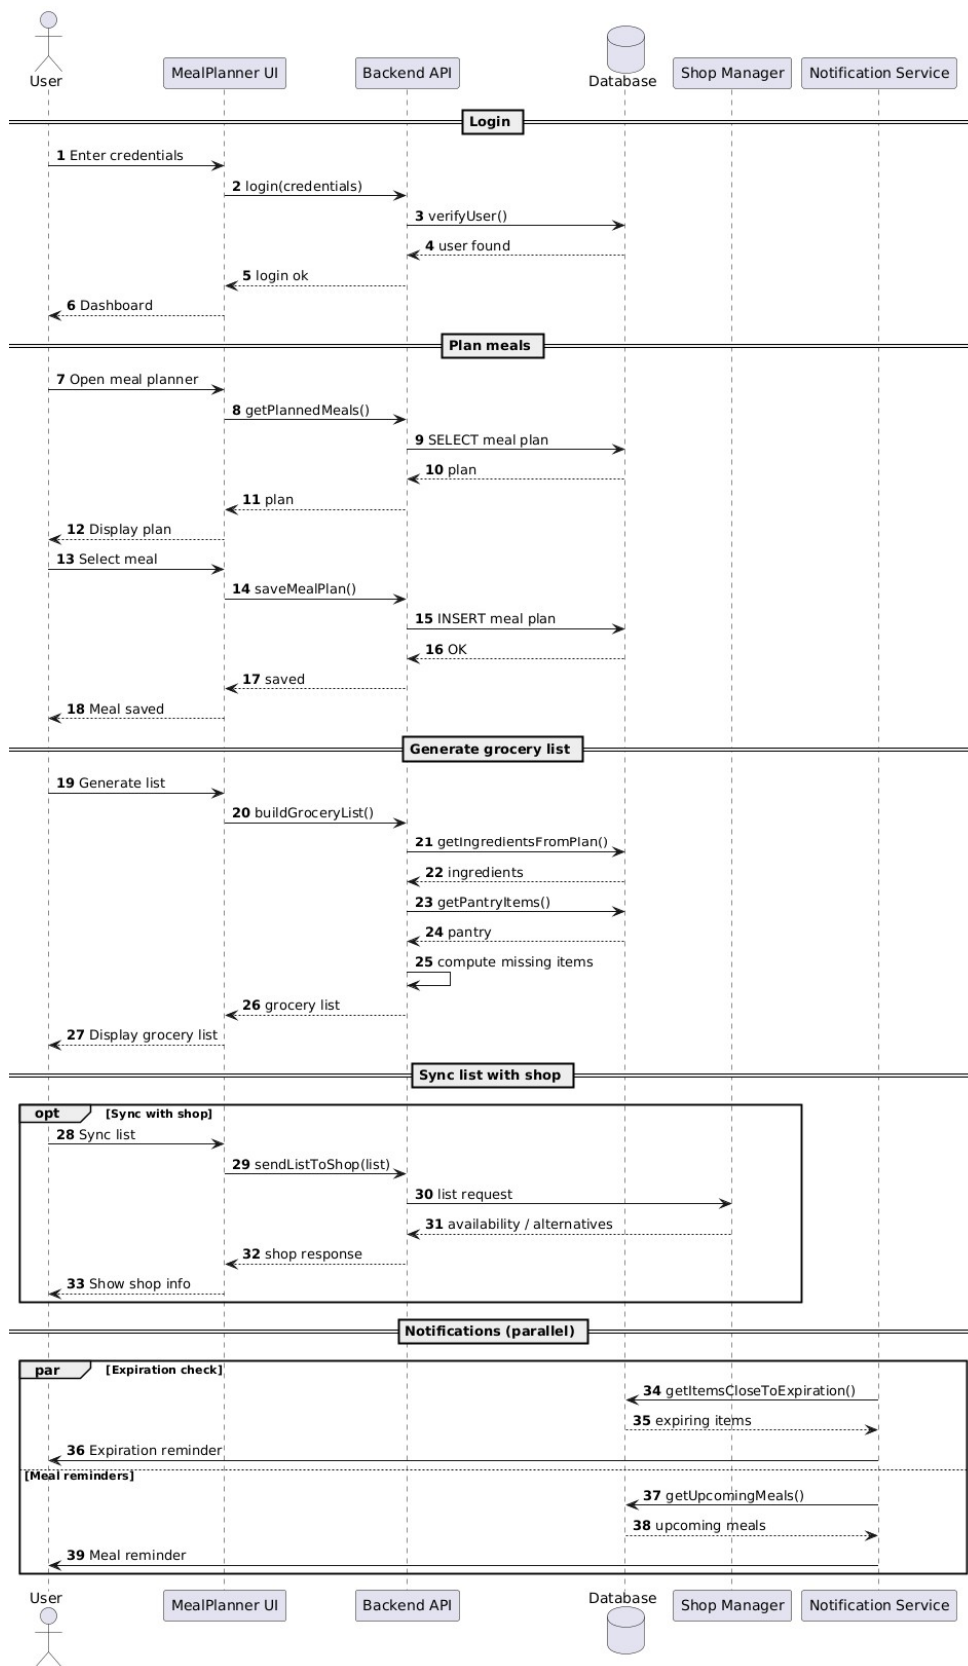 User
MealPlanner UI
Backend API
Database
Shop Manager
Notification Service
Login
1 Enter credentials
2 login(credentials)
3 verifyUser()
4 user found
5 login ok
6 Dashboard
Plan meals
7 Open meal planner
8 getPlannedMeals()
9 SELECT meal plan
10 plan
11 plan
12 Display plan
13 Select meal
14 saveMealPlan()
15 INSERT meal plan
16 OK
17 saved
18 Meal saved
Generate grocery list
19 Generate list
20 buildGroceryList()
21 getIngredientsFromPlan()
22 ingredients
23 getPantryItems()
24 pantry
25 compute missing items
26 grocery list
27 Display grocery list
Sync list with shop
opt [Sync with shop]
28 Sync list
29 sendListToShop(list)
30 list request
31 availability / alternatives
32 shop response
33 Show shop info
Notifications (parallel)
par [Expiration check]
34 getItemsCloseToExpiration()
35 expiring items
36 Expiration reminder
[Meal reminders]
37 getUpcomingMeals()
38 upcoming meals
39 Meal reminder
User
MealPlanner UI
Backend API
Database
Shop Manager
Notification Service